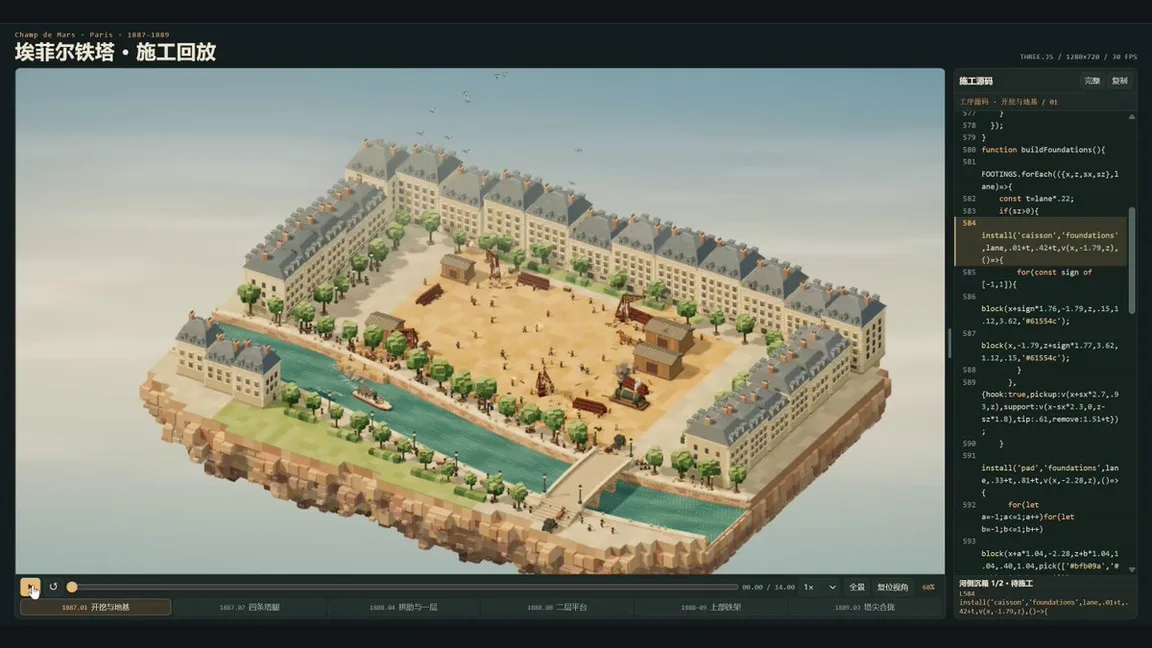 Champ de Mars · Paris · 1887-1889
埃菲尔铁塔 · 施工回放
THREE.JS / 1280×720 / 30 FPS
施工源码
完整
复制
工序源码 · 开挖与地基 / 01
577 }
578 });
579 }
580 function buildFoundations(){
581
FOOTINGS.forEach(({x,z,sx,sz},l
ane)=>{
582 const t=lane*.22;
583 if(sz>0){
584
install('caisson','foundations'
,lane,.01+t,.42+t,v(x,-1.79,z),
()=>{
585 for(const sign of
[-1,1]){
586
block(x+sign*1.76,-1.79,z,.15,1
.12,3.62,'#61554c');
587
block(x,-1.79,z+sign*1.77,3.62,
1.12,.15,'#61554c');
588 }
589 },
{hook:true,pickup:v(x+sx*2.7,.9
3,z),support:v(x-sx*2.3,0,z-
sz*1.8),tip:.61,remove:1.51+t})
;
590 }
591
install('pad','foundations',lan
e,.33+t,.81+t,v(x,-2.28,z),()=>
{
592 for(let
a=-1;a<=1;a++)for(let
b=-1;b<=1;b++)
593
block(x+a*1.04,-2.28,z+b*1.04,1
.04,.40,1.04,pick(['#bfb09a','#
河侧沉箱 1/2 · 待施工
L584
install('caisson','foundations',lane,.01+t,.
42+t,v(x,-1.79,z),()=>{
00.00 / 14.00
1×
全景
复位视角
68%
1887.01 开挖与地基
1887.07 四条塔腿
1888.04 拱肋与一层
1888.08 二层平台
1888-09 上部铁架
1889.03 塔尖合拢